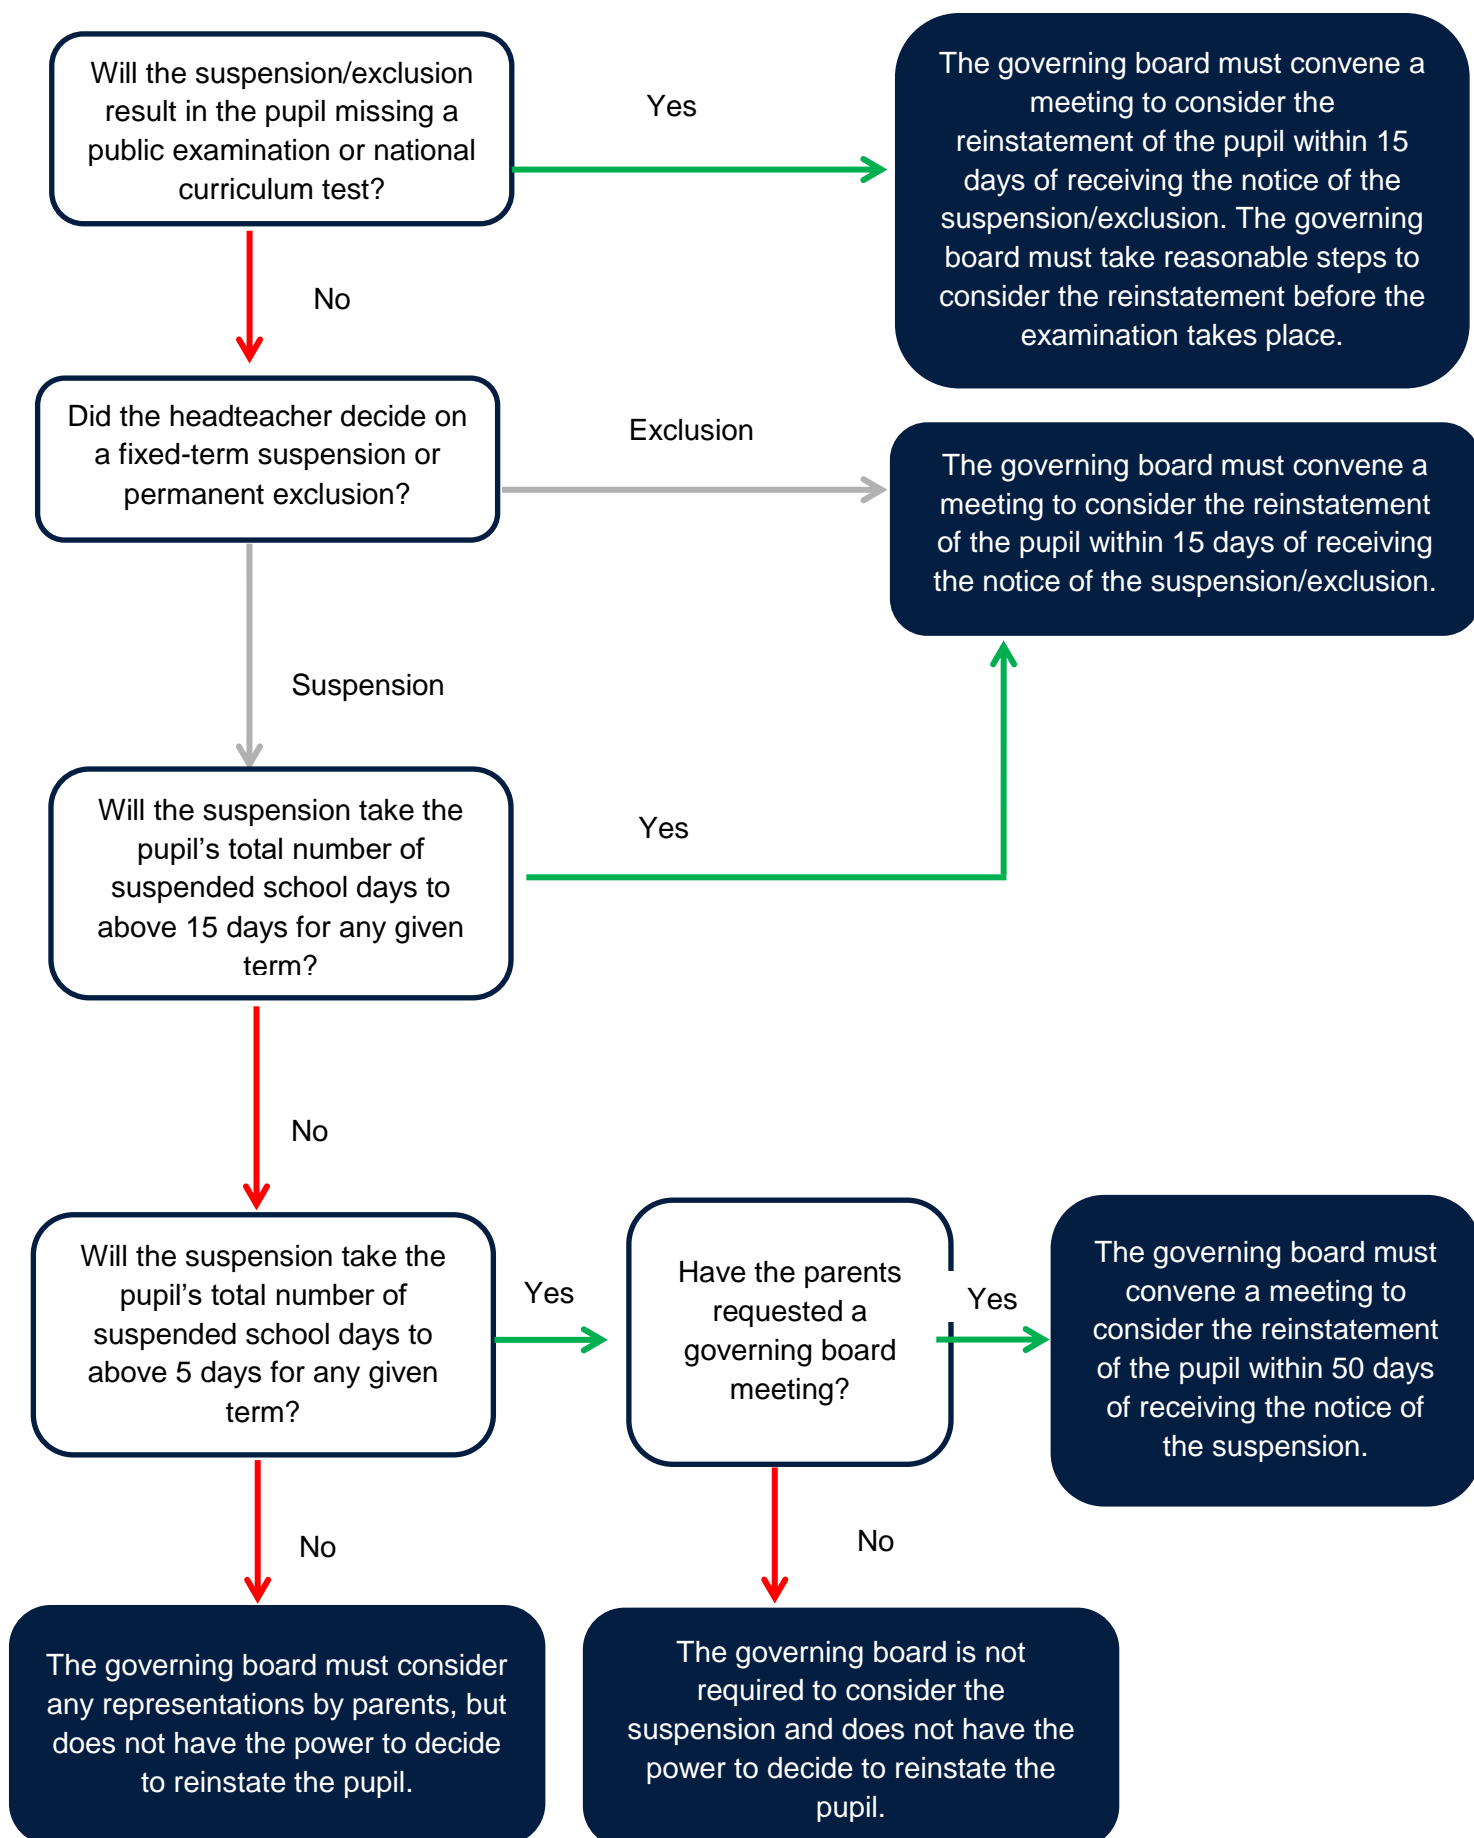 Will the suspension/exclusion
result in the pupil missing a
public examination or national
curriculum test?
Yes
The governing board must convene a
meeting to consider the
reinstatement of the pupil within 15
days of receiving the notice of the
suspension/exclusion. The governing
board must take reasonable steps to
consider the reinstatement before the
examination takes place.
No
Did the headteacher decide on
a fixed-term suspension or
permanent exclusion?
Exclusion
The governing board must convene a
meeting to consider the reinstatement
of the pupil within 15 days of receiving
the notice of the suspension/exclusion.
Suspension
Will the suspension take the
pupil’s total number of
suspended school days to
above 15 days for any given
term?
Yes
No
Will the suspension take the
pupil’s total number of
suspended school days to
above 5 days for any given
term?
Yes
Have the parents
requested a
governing board
meeting?
Yes
The governing board must
convene a meeting to
consider the reinstatement
of the pupil within 50 days
of receiving the notice of
the suspension.
No
No
The governing board must consider
any representations by parents, but
does not have the power to decide
to reinstate the pupil.
The governing board is not
required to consider the
suspension and does not have the
power to decide to reinstate the
pupil.